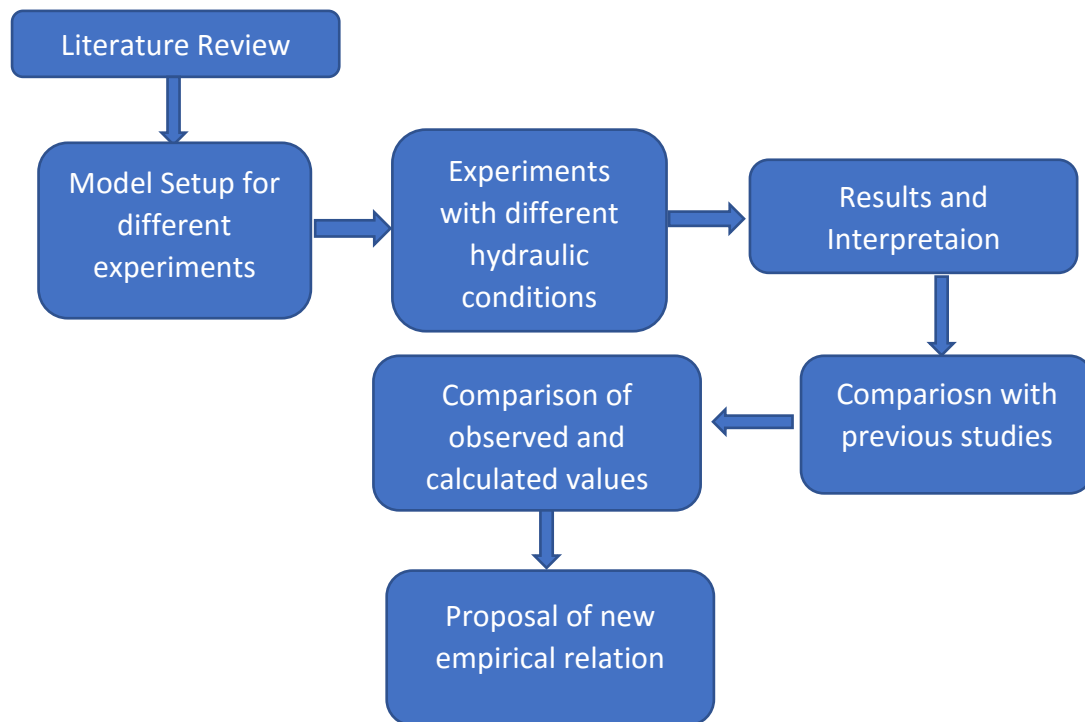 Literature Review
Model Setup for
different
experiments
Experiments
with different
hydraulic
conditions
Results and
Interpretaion
Compariosn with
previous studies
Comparison of
observed and
calculated values
Proposal of new
empirical relation